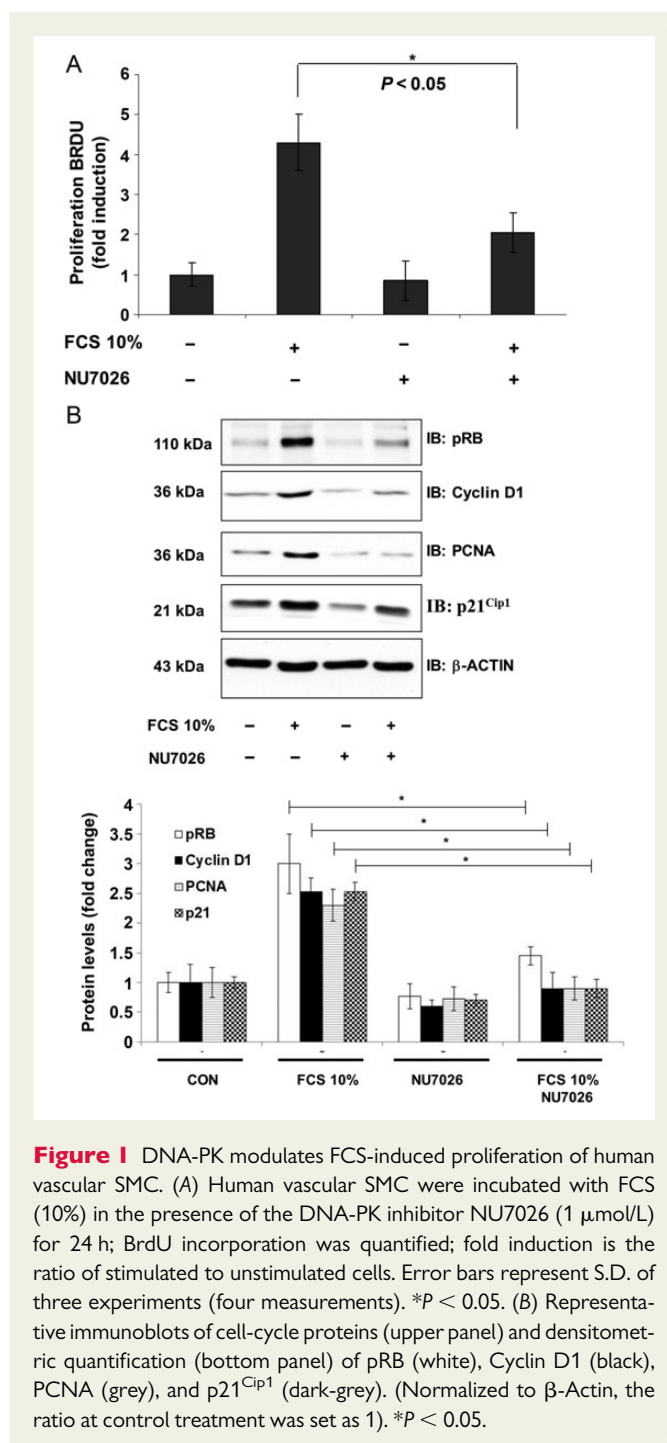 A
*
P < 0.05
6
5
4
3
2
1
0
Proliferation BRDU
(fold induction)
FCS 10% − + − +
NU7026 − − + +
B
110 kDa IB: pRB
36 kDa IB: Cyclin D1
36 kDa IB: PCNA
21 kDa IB: p21Cip1
43 kDa IB: β-ACTIN
FCS 10% − + − +
NU7026 − − + +
4
3.5
3
2.5
2
1.5
1
0.5
0
Protein levels (fold change)
pRB
Cyclin D1
PCNA
p21
*
*
*
*
- - - -
CON FCS 10% NU7026 FCS 10%
NU7026
Figure 1 DNA-PK modulates FCS-induced proliferation of human
vascular SMC. (A) Human vascular SMC were incubated with FCS
(10%) in the presence of the DNA-PK inhibitor NU7026 (1 μmol/L)
for 24 h; BrdU incorporation was quantified; fold induction is the
ratio of stimulated to unstimulated cells. Error bars represent S.D. of
three experiments (four measurements). *P < 0.05. (B) Representa-
tive immunoblots of cell-cycle proteins (upper panel) and densitomet-
ric quantification (bottom panel) of pRB (white), Cyclin D1 (black),
PCNA (grey), and p21Cip1 (dark-grey). (Normalized to β-Actin, the
ratio at control treatment was set as 1). *P < 0.05.